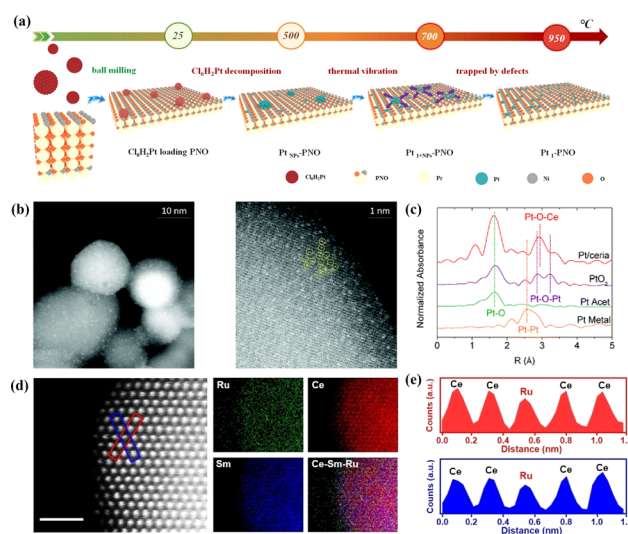 (a)
°C
25
500
700
950
ball milling
Cl₆H₂Pt decomposition
thermal vibration
trapped by defects
Cl₆H₂Pt loading PNO
Pt NPs-PNO
Pt 1+NPs-PNO
Pt 1-PNO
Cl₆H₂Pt
PNO
Pr
Pt
Ni
O
(b)
10 nm
1 nm
(c)
Normalized Absorbance
Pt-O-Ce
Pt/ceria
PtO₂
Pt-O-Pt
Pt Acet
Pt-O
Pt-Pt
Pt Metal
0 1 2 3 4 5
R (Å)
(d)
Ru
Ce
Sm
Ce-Sm-Ru
(e)
Counts (a.u.)
Ce Ce Ru Ce Ce
0.0 0.2 0.4 0.6 0.8 1.0 1.
Distance (nm)
Counts (a.u.)
Ce Ce Ru Ce Ce
0.0 0.2 0.4 0.6 0.8 1.0 1.
Distance (nm)